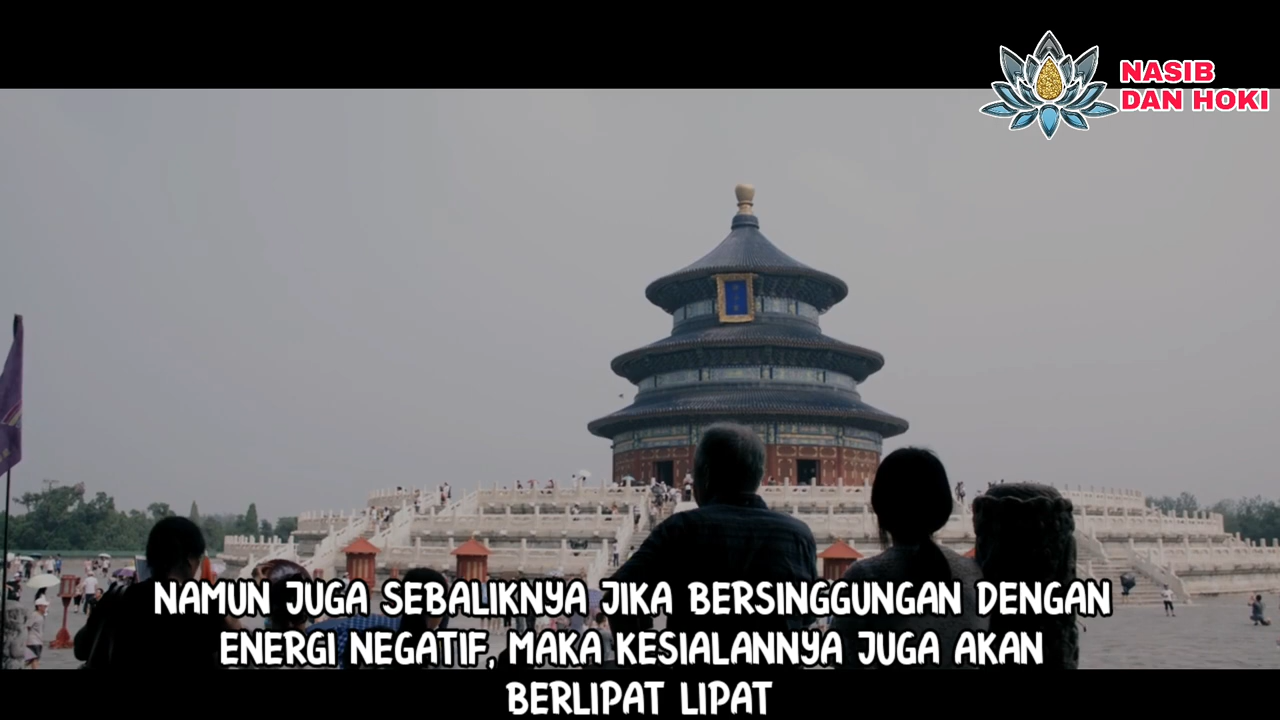 NASIB
DAN HOKI
NAMUN JUGA SEBALIKNYA JIKA BERSINGGUNGAN DENGAN
ENERGI NEGATIF, MAKA KESIALANNYA JUGA AKAN
BERLIPAT LIPAT